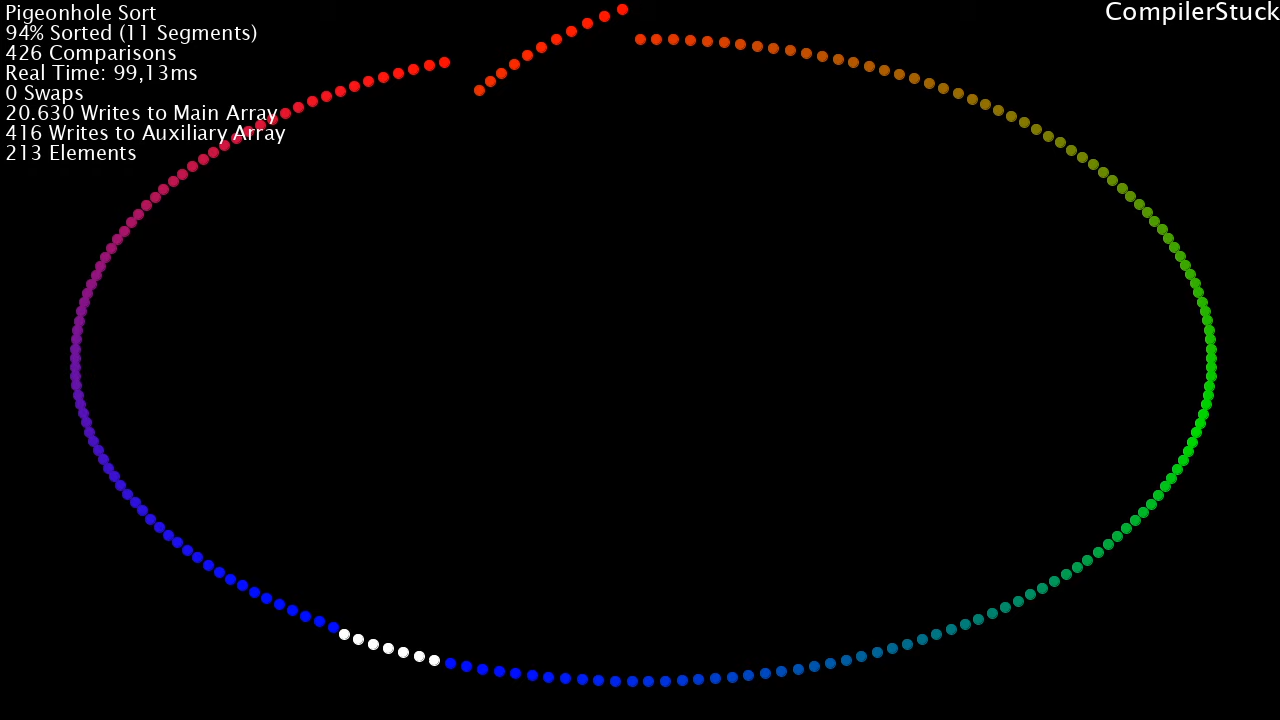 Pigeonhole Sort
94% Sorted (11 Segments)
426 Comparisons
Real Time: 99,13ms
0 Swaps
20.630 Writes to Main Array
416 Writes to Auxiliary Array
213 Elements
CompilerStuck